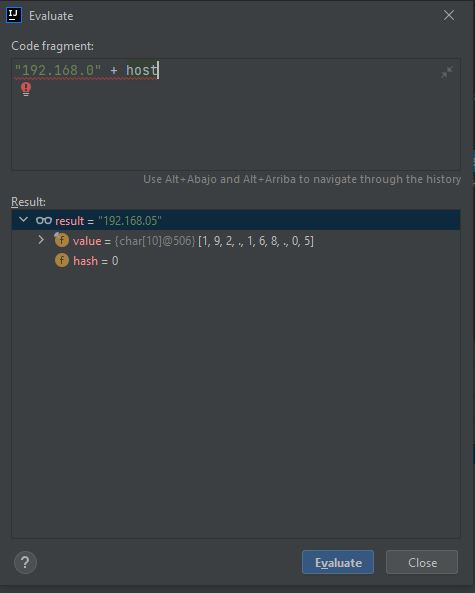 IJ Evaluate
Code fragment:
"192.168.0" + host
Use Alt+Abajo and Alt+Arriba to navigate through the history
Result:
result = "192.168.05"
f value = {char[10]@506} [1, 9, 2, ., 1, 6, 8, ., 0, 5]
f hash = 0
? Evaluate Close